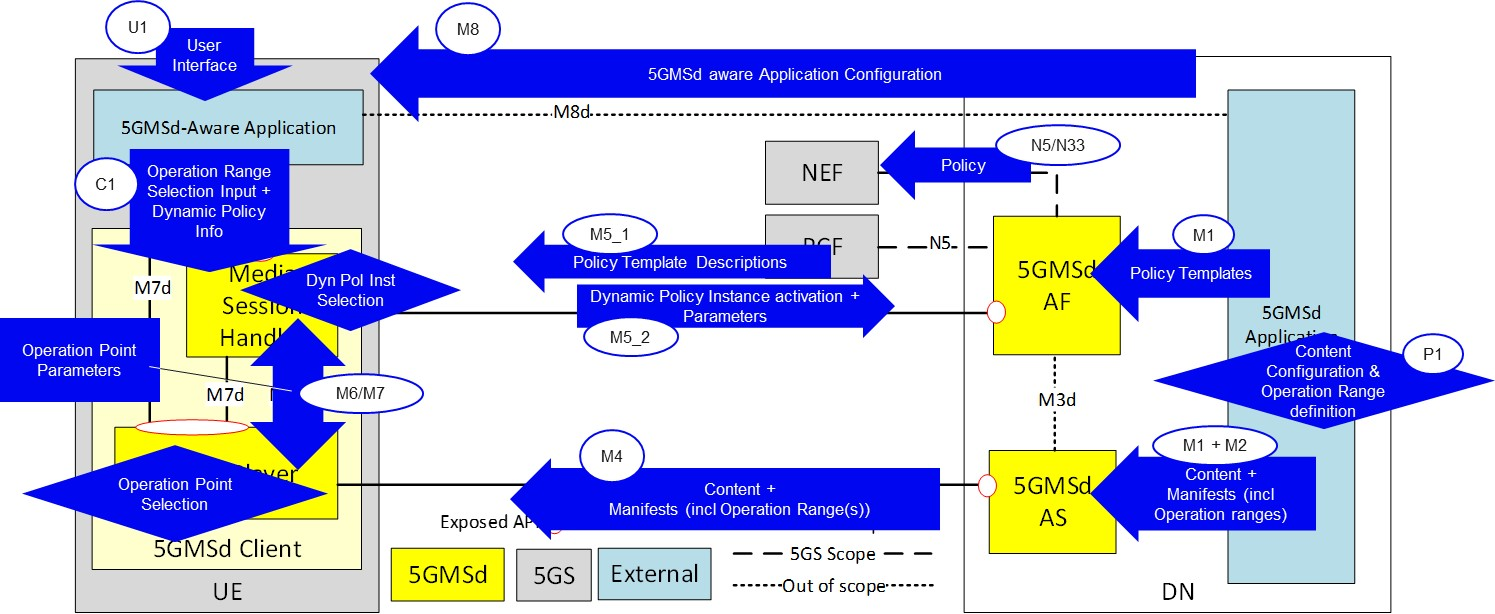 U1
User
Interface
M8
5GMSd aware Application Configuration
5GMSd-Aware Application
M8d
C1
Operation Range
Selection Input +
Dynamic Policy
Info
NEF
Policy
N5/N33
M5_1
Policy Template Descriptions
N5
M1
Policy Templates
5GMSd
AF
M7d
Dyn Pol Inst
Selection
Dynamic Policy Instance activation +
Parameters
M5_2
5GMSd
Content
Configuration &
Operation Range
definition
P1
Operation Point
Parameters
M7d
M6/M7
M3d
M1 + M2
Content +
Manifests (incl
Operation ranges)
5GMSd
AS
M4
Content +
Manifests (incl Operation Range(s))
Operation Point
Selection
Exposed
5GMSd Client
UE
5GMSd
5GS
External
5GS Scope
Out of scope
DN